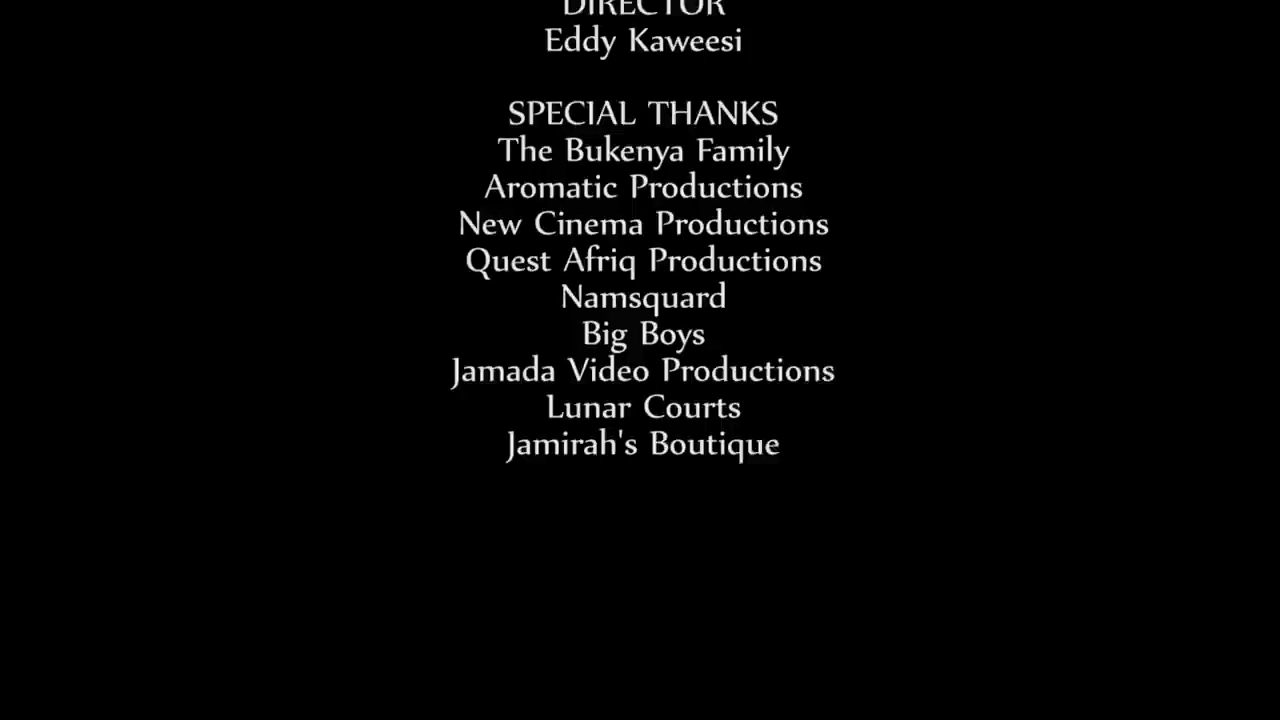 DIRECTOR
Eddy Kaweesi
SPECIAL THANKS
The Bukenya Family
Aromatic Productions
New Cinema Productions
Quest Afriq Productions
Namsquard
Big Boys
Jamada Video Productions
Lunar Courts
Jamirah's Boutique